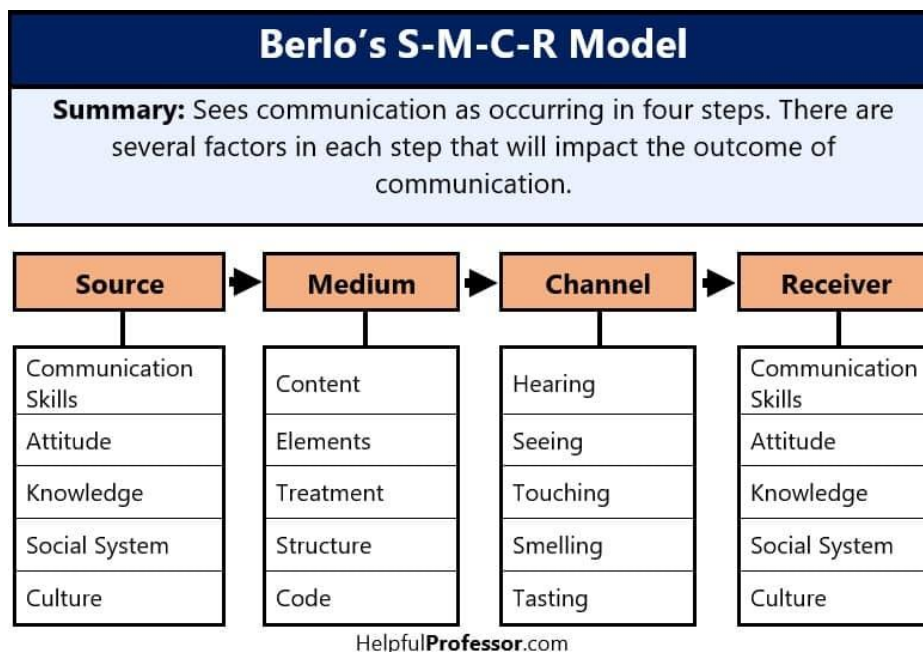 Berlo’s S-M-C-R Model
Summary: Sees communication as occurring in four steps. There are
several factors in each step that will impact the outcome of
communication.
Source
Communication
Skills
Attitude
Knowledge
Social System
Culture
Medium
Content
Elements
Treatment
Structure
Code
Channel
Hearing
Seeing
Touching
Smelling
Tasting
Receiver
Communication
Skills
Attitude
Knowledge
Social System
Culture
HelpfulProfessor.com